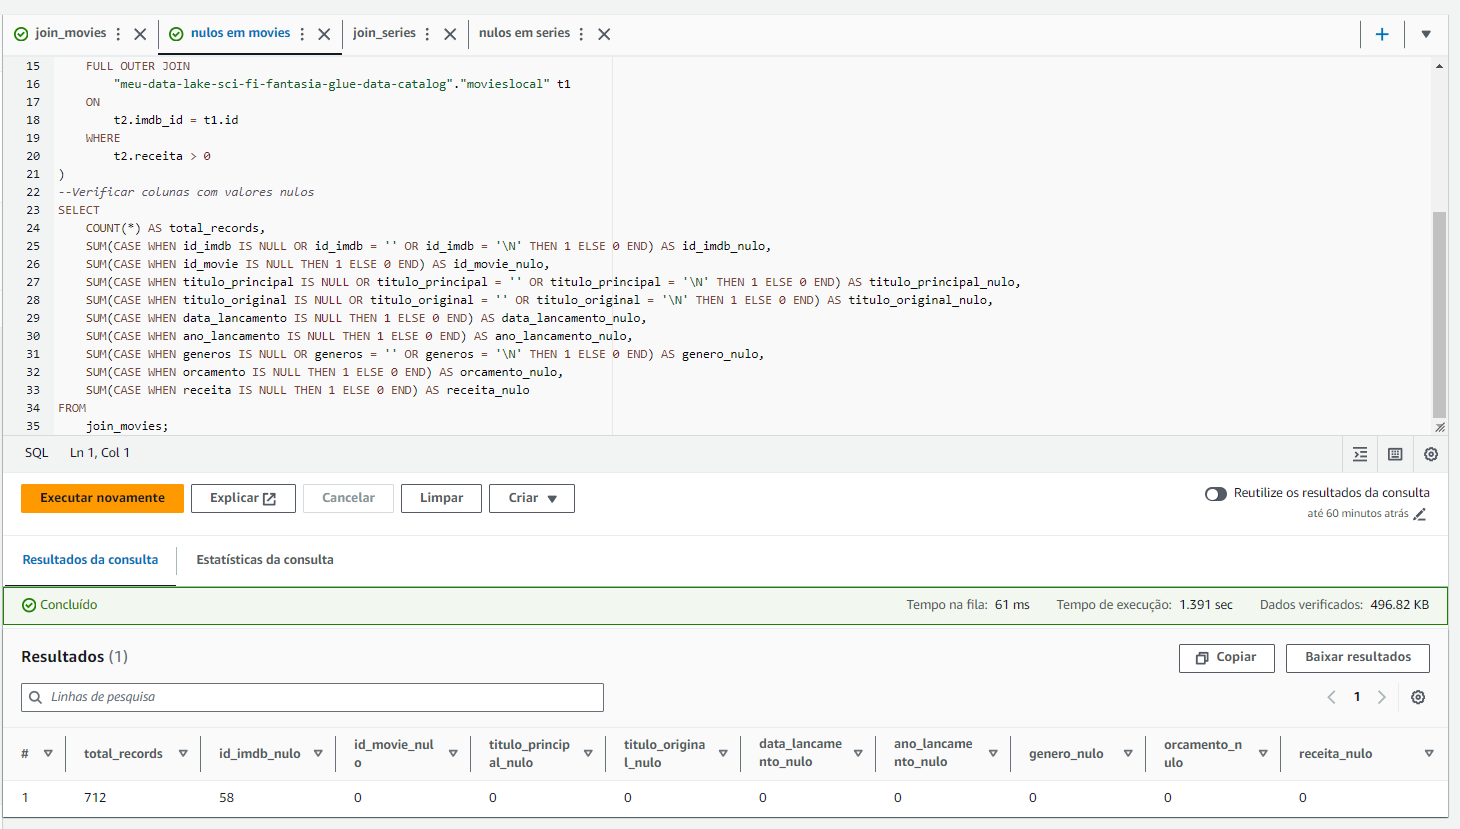 join_movies
nulos em movies
join_series
nulos em series
15 FULL OUTER JOIN
16 "meu-data-lake-sci-fi-fantasia-glue-data-catalog"."movieslocal" t1
17 ON
18 t2.imdb_id = t1.id
19 WHERE
20 t2.receita > 0
21 )
22 --Verificar colunas com valores nulos
23 SELECT
24 COUNT(*) AS total_records,
25 SUM(CASE WHEN id_imdb IS NULL OR id_imdb = '' OR id_imdb = '\N' THEN 1 ELSE 0 END) AS id_imdb_nulo,
26 SUM(CASE WHEN id_movie IS NULL THEN 1 ELSE 0 END) AS id_movie_nulo,
27 SUM(CASE WHEN titulo_principal IS NULL OR titulo_principal = '' OR titulo_principal = '\N' THEN 1 ELSE 0 END) AS titulo_principal_nulo,
28 SUM(CASE WHEN titulo_original IS NULL OR titulo_original = '' OR titulo_original = '\N' THEN 1 ELSE 0 END) AS titulo_original_nulo,
29 SUM(CASE WHEN data_lancamento IS NULL THEN 1 ELSE 0 END) AS data_lancamento_nulo,
30 SUM(CASE WHEN ano_lancamento IS NULL THEN 1 ELSE 0 END) AS ano_lancamento_nulo,
31 SUM(CASE WHEN generos IS NULL OR generos = '' OR generos = '\N' THEN 1 ELSE 0 END) AS genero_nulo,
32 SUM(CASE WHEN orcamento IS NULL THEN 1 ELSE 0 END) AS orcamento_nulo,
33 SUM(CASE WHEN receita IS NULL THEN 1 ELSE 0 END) AS receita_nulo
34 FROM
35 join_movies;
SQL Ln 1, Col 1
Executar novamente
Explicar
Cancelar
Limpar
Criar
Reutilize os resultados da consulta
até 60 minutos atrás
Resultados da consulta
Estatísticas da consulta
Concluído
Tempo na fila: 61 ms
Tempo de execução: 1.391 sec
Dados verificados: 496.82 KB
Resultados (1)
Copiar
Baixar resultados
Linhas de pesquisa
1
#
total_records
id_imdb_nulo
id_movie_nul
o
titulo_princip
al_nulo
titulo_origina
l_nulo
data_lancame
nto_nulo
ano_lancame
nto_nulo
genero_nulo
orcamento_n
ulo
receita_nulo
1 712 58 0 0 0 0 0 0 0 0